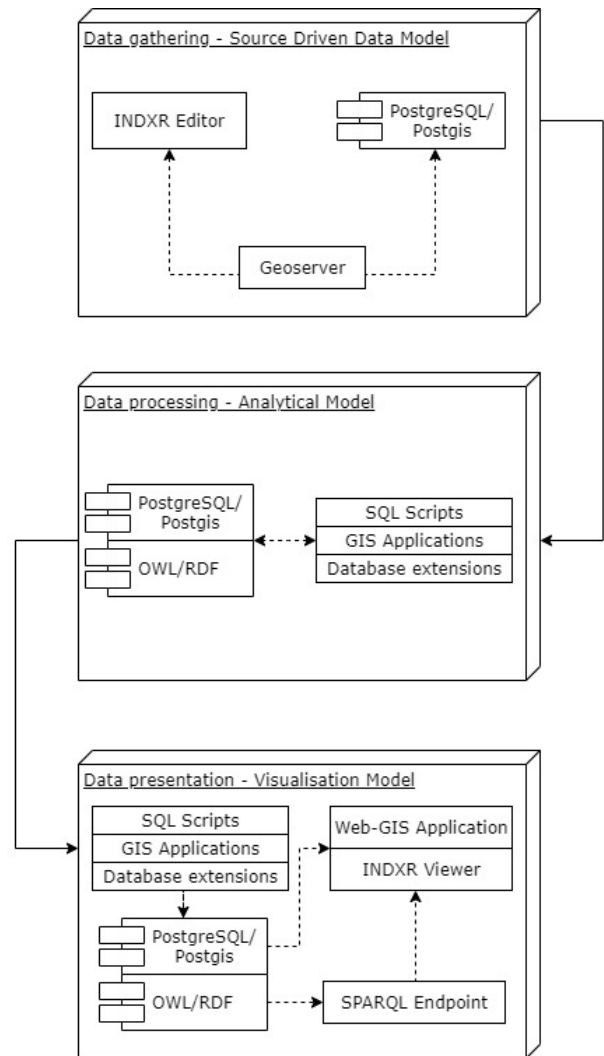 Data gathering - Source Driven Data Model
INDXR Editor
PostgreSQL/
Postgis
Geoserver
Data processing - Analytical Model
PostgreSQL/
Postgis
OWL/RDF
SQL Scripts
GIS Applications
Database extensions
Data presentation - Visualisation Model
SQL Scripts
GIS Applications
Database extensions
Web-GIS Application
INDXR Viewer
PostgreSQL/
Postgis
OWL/RDF
SPARQL Endpoint